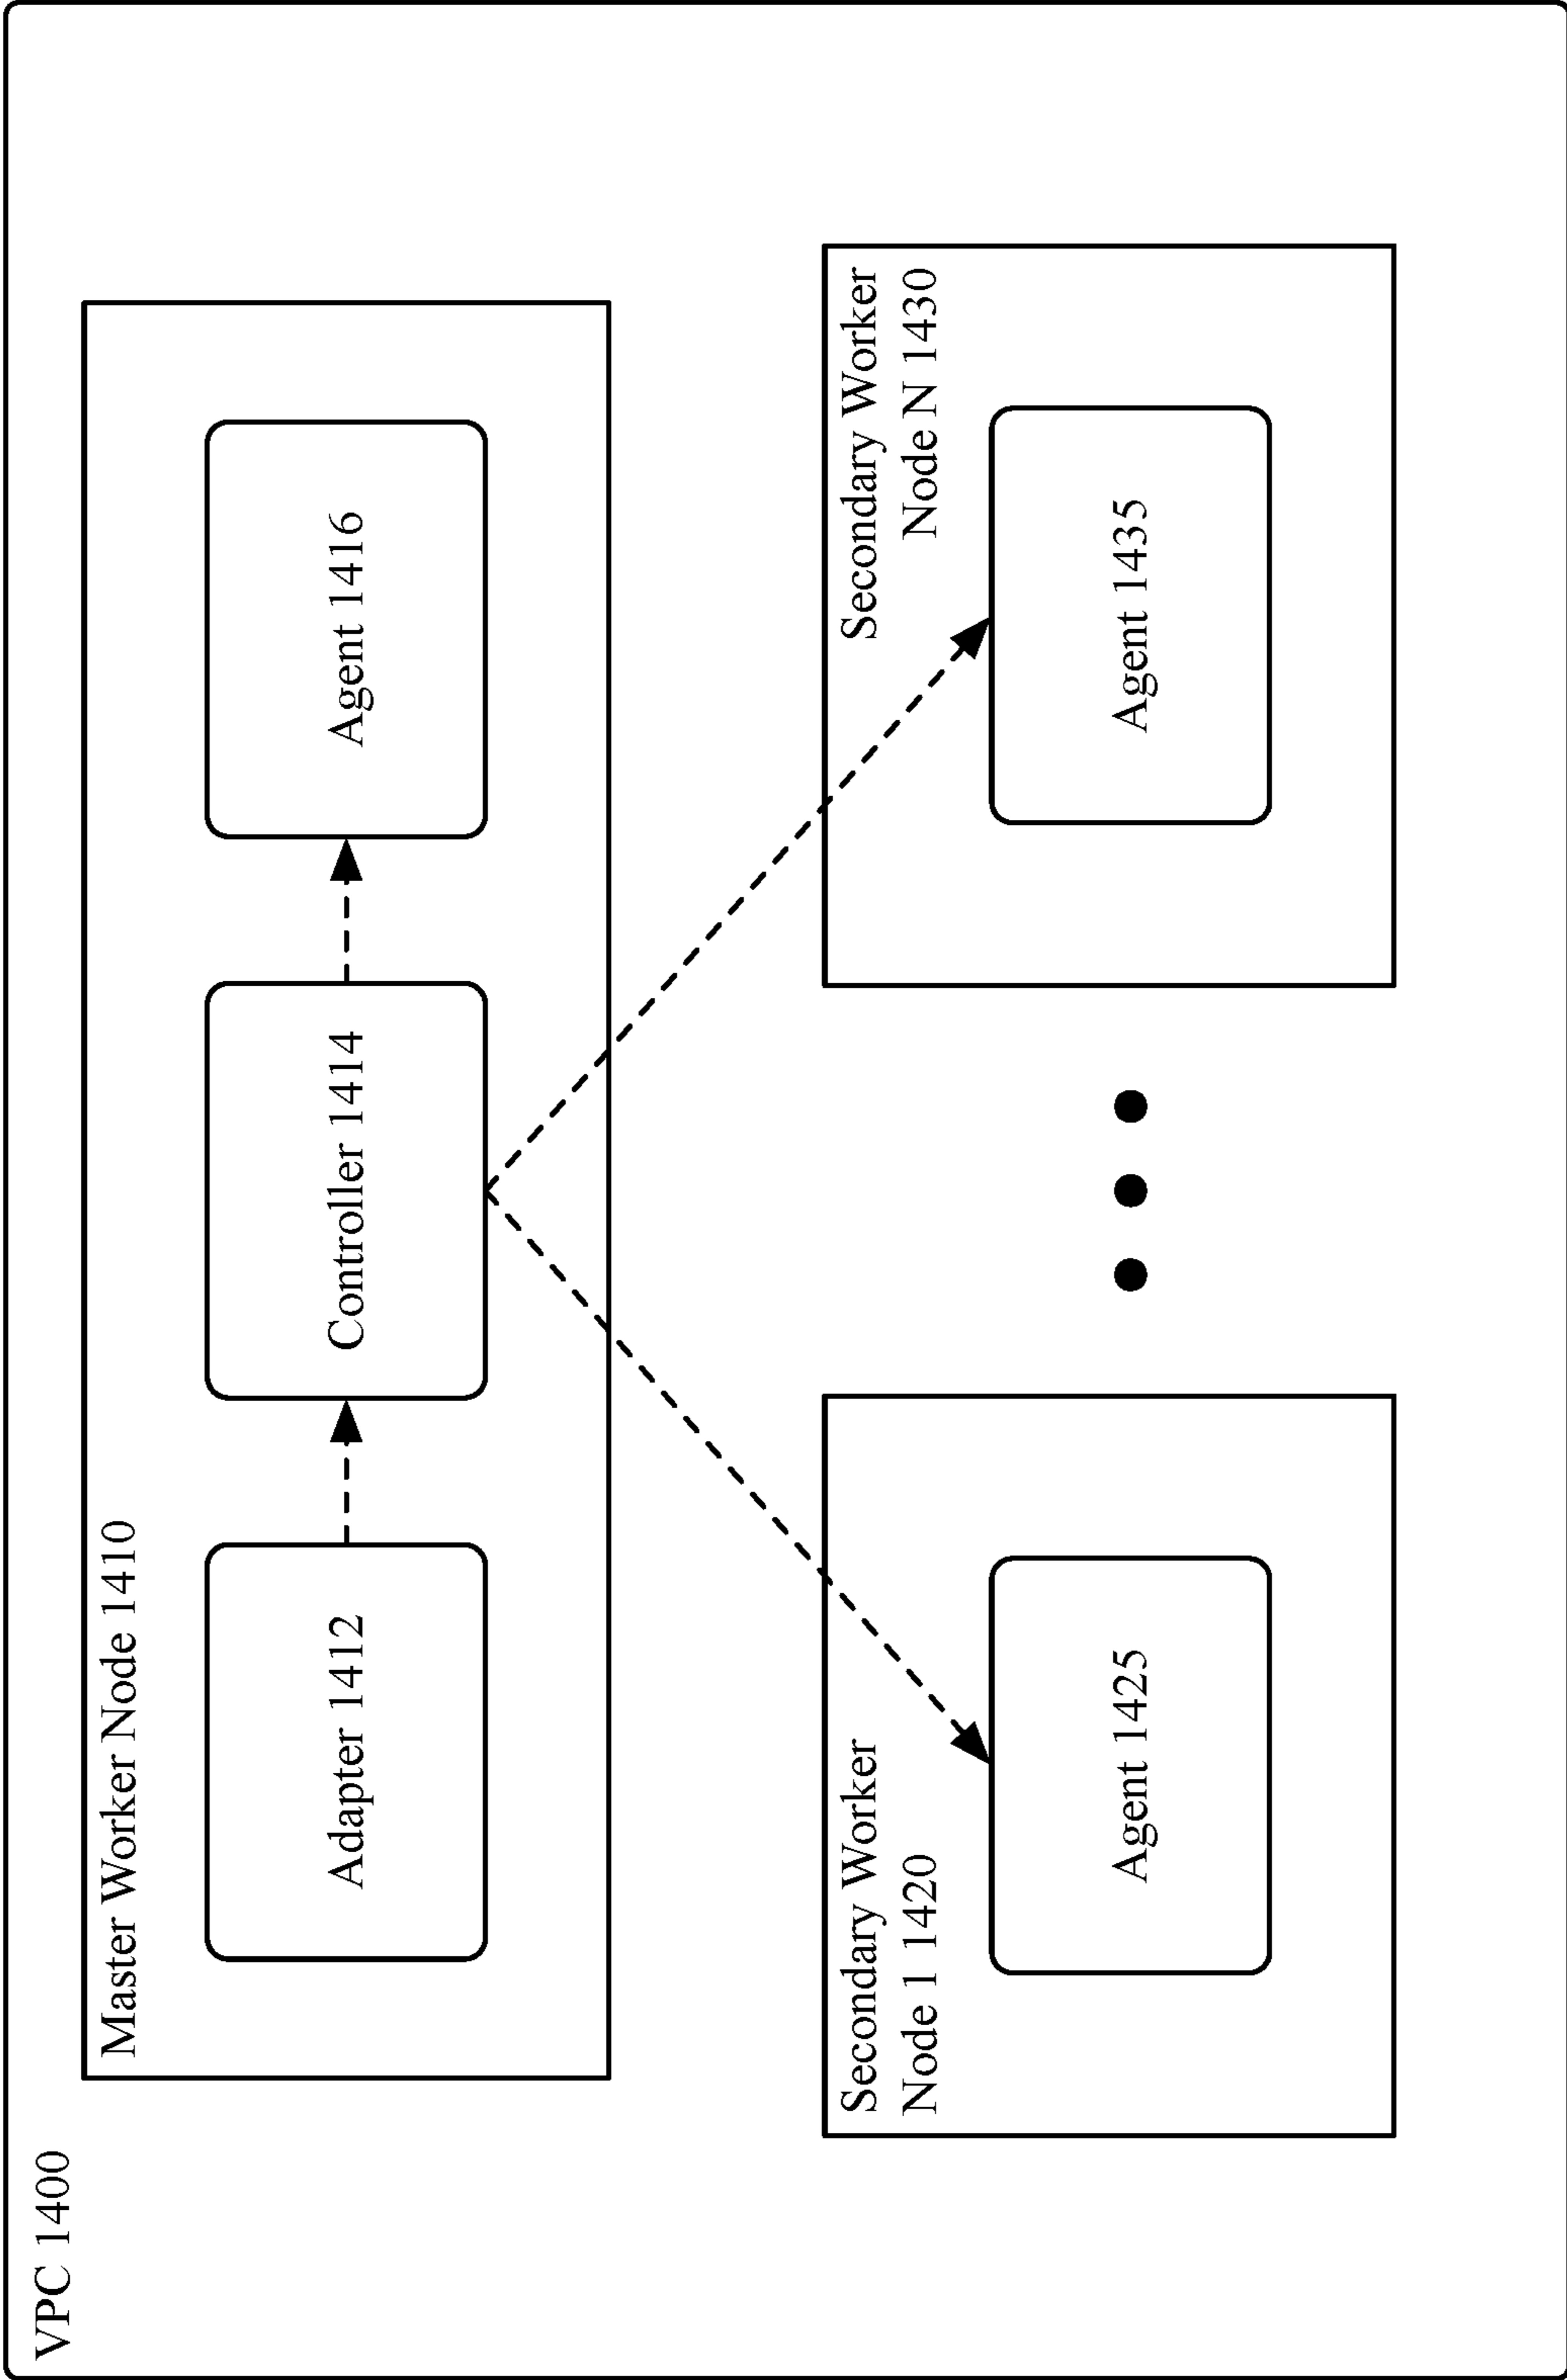 VPC 1400
Master Worker Node 1410
Adapter 1412
Controller 1414
Agent 1416
Secondary Worker
Node 1 1420
Agent 1425
Secondary Worker
Node N 1430
Agent 1435